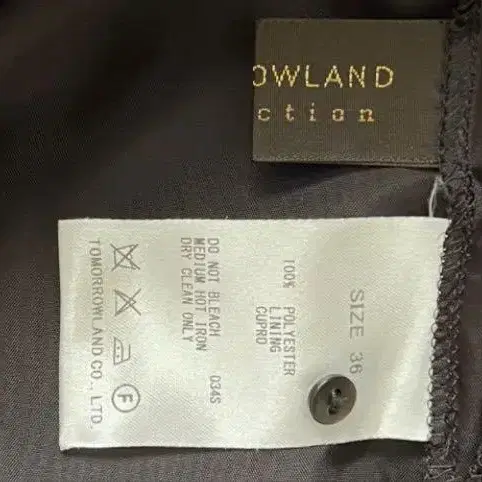 OWLAND
ction
SIZE 36
100% POLYESTER
LINING
CUPRO
034S
DO NOT BLEACH
MEDIUM HOT IRON
DRY CLEAN ONLY
F
TOMORROWLAND CO., LTD.